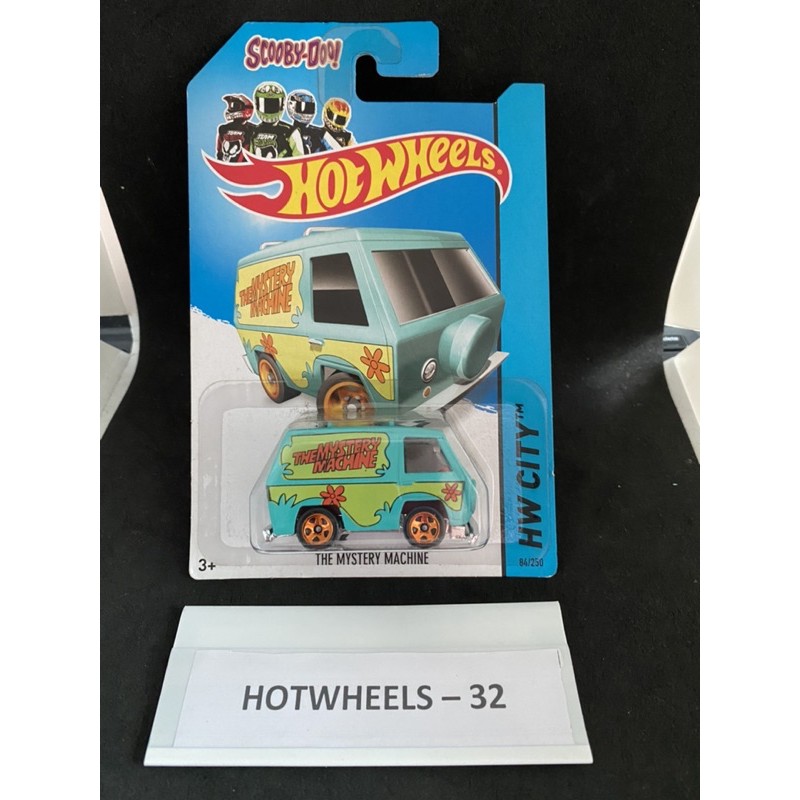 SCOOBY-DOO!
HOT WHEELS
THE MYSTERY
MACHINE
THE MYSTERY
MACHINE
HW CITY™
84/250
3+
THE MYSTERY MACHINE
HOTWHEELS – 32